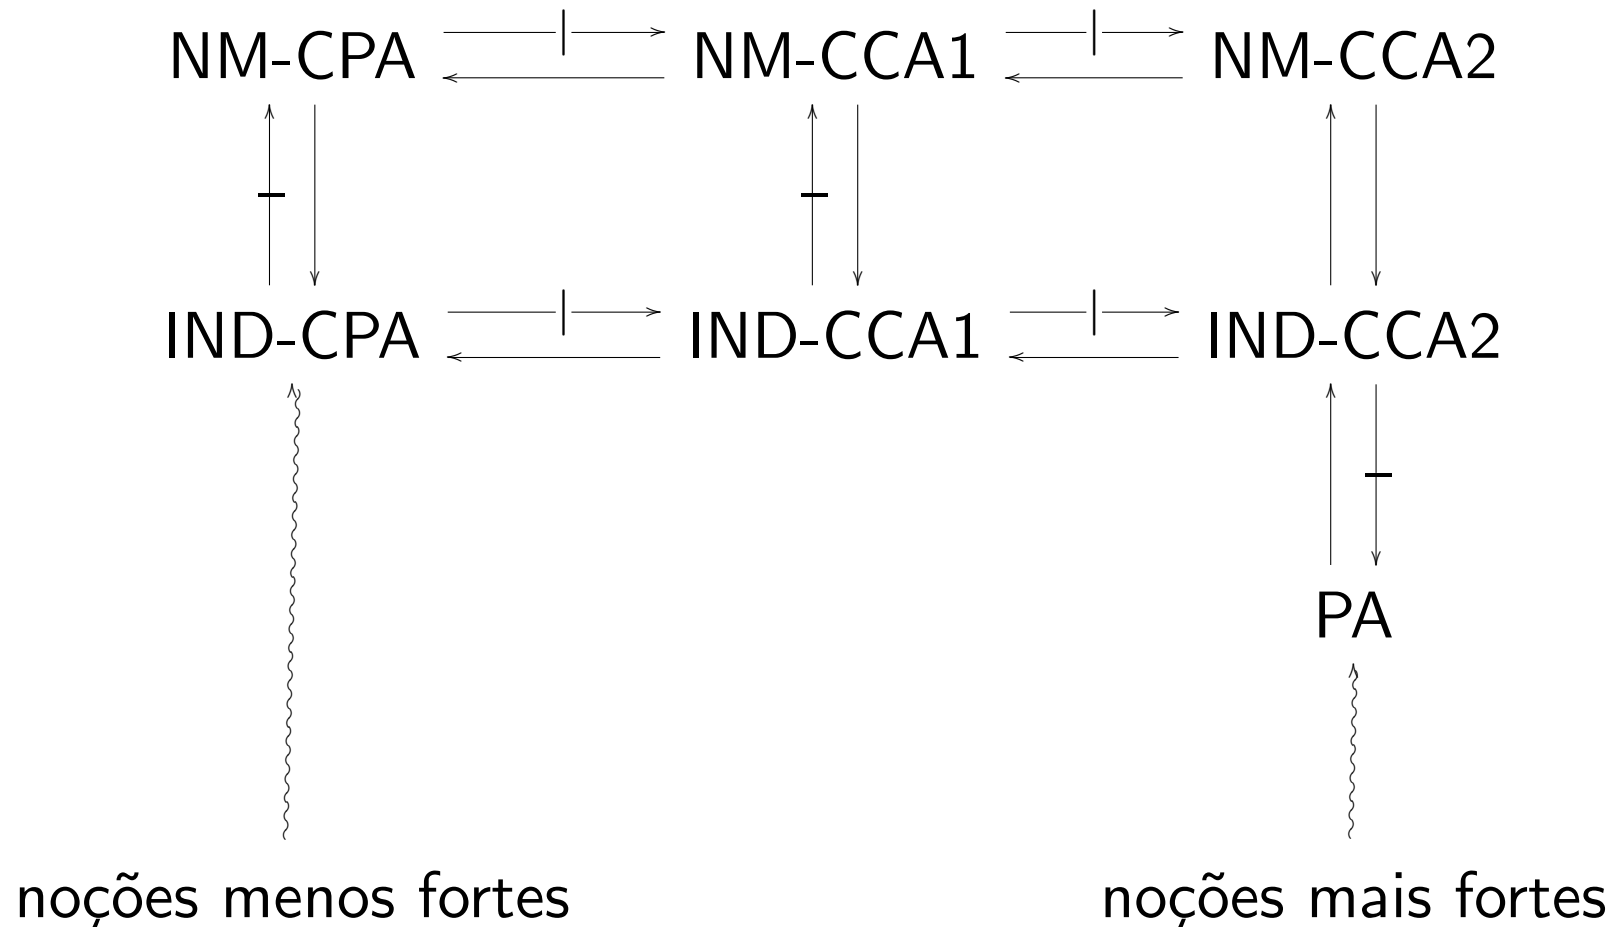 NM-CPA NM-CCA1 NM-CCA2
IND-CPA IND-CCA1 IND-CCA2
PA
noções menos fortes noções mais fortes